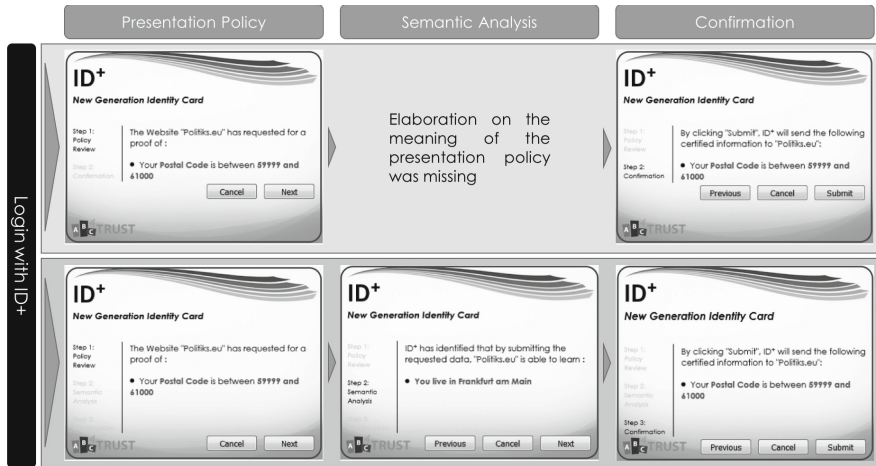 Presentation Policy
Semantic Analysis
Confirmation
Login with ID+
ID+
New Generation Identity Card
Step 1:
Policy
Review
Step 2:
Confirmation
The Website "Politiks.eu" has requested for a
proof of :
• Your Postal Code is between 59999 and
61000
Cancel
Next
ABC TRUST
Elaboration on the
meaning of the
presentation policy
was missing
ID+
New Generation Identity Card
Step 1:
Policy
Review
Step 2:
Confirmation
By clicking "Submit", ID+ will send the following
certified information to "Politiks.eu":
• Your Postal Code is between 59999 and
61000
Previous
Cancel
Submit
ABC TRUST
ID+
New Generation Identity Card
Step 1:
Policy
Review
Step 2:
Semantic
Analysis
The Website "Politiks.eu" has requested for a
proof of :
• Your Postal Code is between 59999 and
61000
Cancel
Next
ABC TRUST
ID+
New Generation Identity Card
Step 1:
Policy
Review
Step 2:
Semantic
Analysis
ID+ has identified that by submitting the
requested data, "Politiks.eu" is able to learn :
• You live in Frankfurt am Main
Previous
Cancel
Next
ABC TRUST
ID+
New Generation Identity Card
Step 1:
Policy
Review
Step 2:
Semantic
Analysis
Step 3:
Confirmation
By clicking "Submit", ID+ will send the following
certified information to "Politiks.eu":
• Your Postal Code is between 59999 and
61000
Previous
Cancel
Submit
ABC TRUST